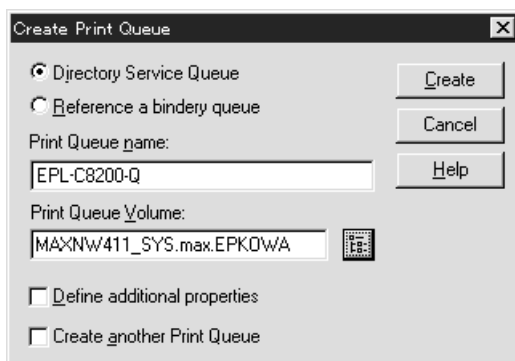 Create Print Queue
Directory Service Queue
Reference a bindery queue
Print Queue name:
EPL-C8200-Q
Print Queue Volume:
MAXNW411_SYS.max.EPKOWA
Define additional properties
Create another Print Queue
Create
Cancel
Help